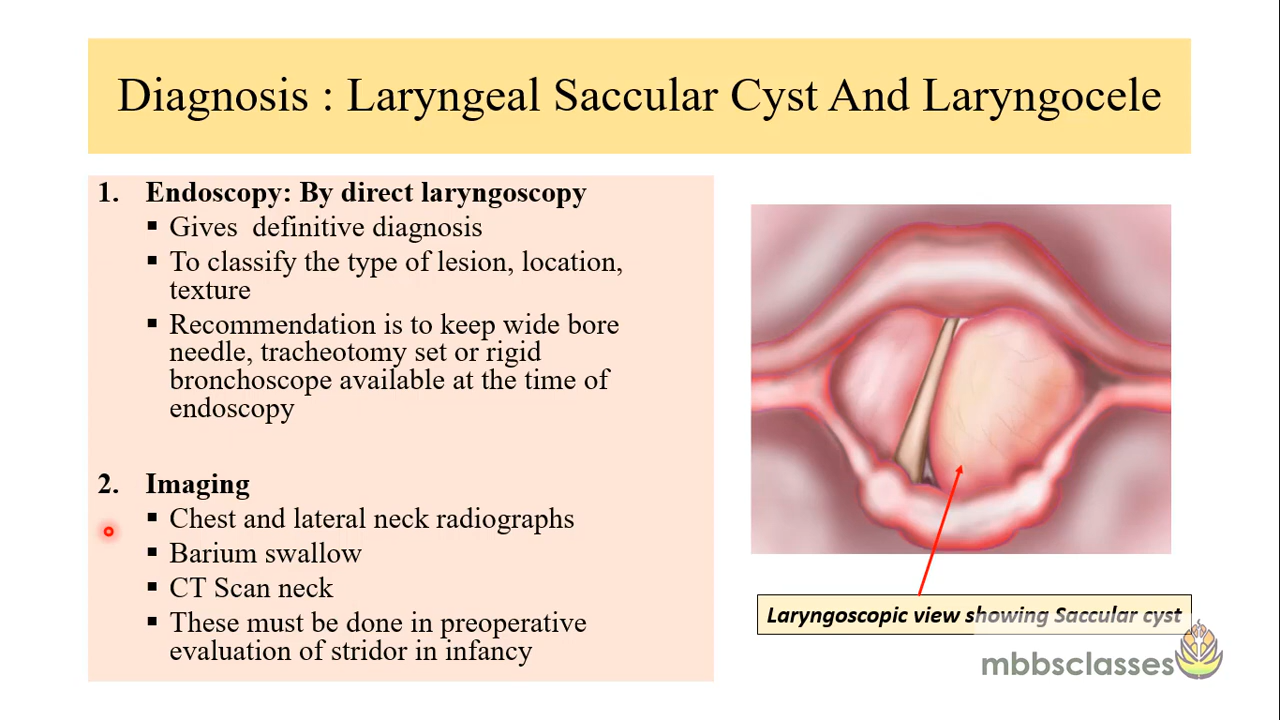 Diagnosis : Laryngeal Saccular Cyst And Laryngocele
1. Endoscopy: By direct laryngoscopy
▪ Gives definitive diagnosis
▪ To classify the type of lesion, location,
texture
▪ Recommendation is to keep wide bore
needle, tracheotomy set or rigid
bronchoscope available at the time of
endoscopy
2. Imaging
▪ Chest and lateral neck radiographs
▪ Barium swallow
▪ CT Scan neck
▪ These must be done in preoperative
evaluation of stridor in infancy
Laryngoscopic view showing Saccular cyst
mbbsclasses